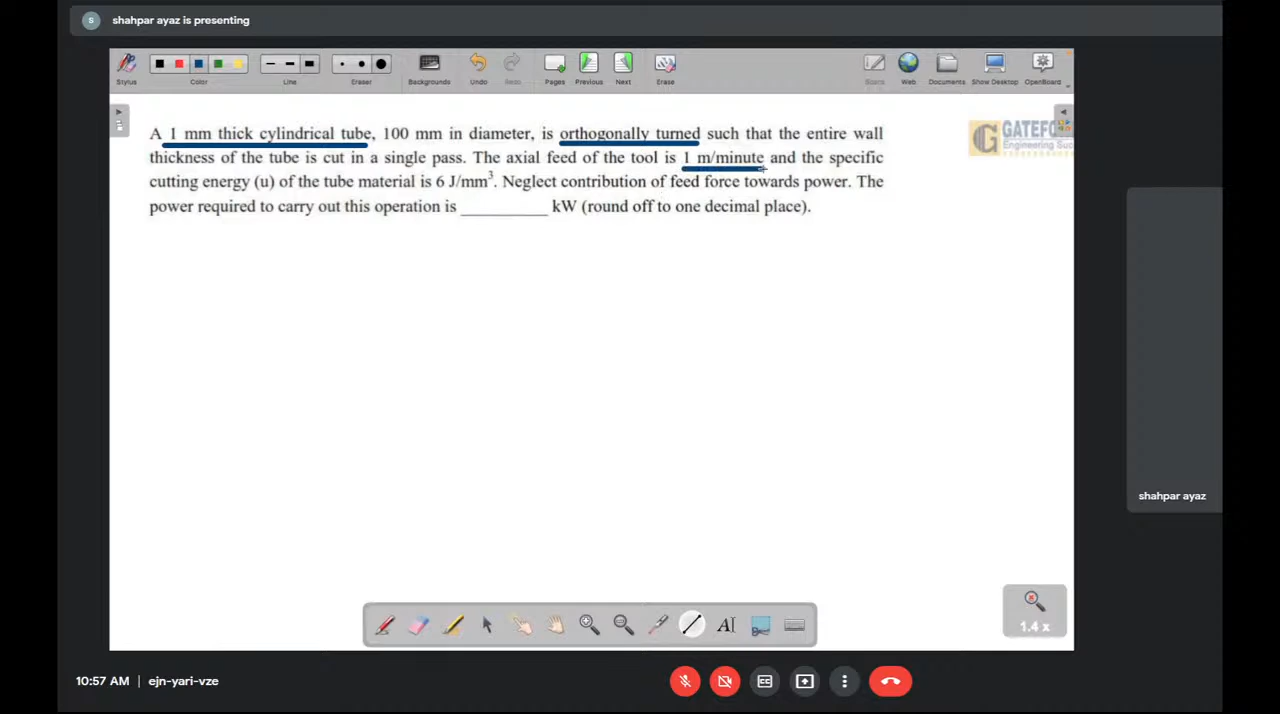 s shahpar ayaz is presenting
Stylus Color Line Eraser Backgrounds Undo Pages Previous Next Erase Web Documents Show Desktop OpenBoard
A 1 mm thick cylindrical tube, 100 mm in diameter, is orthogonally turned such that the entire wall
thickness of the tube is cut in a single pass. The axial feed of the tool is 1 m/minute and the specific
cutting energy (u) of the tube material is 6 J/mm³. Neglect contribution of feed force towards power. The
power required to carry out this operation is __________ kW (round off to one decimal place).
G GATEFO
Engineering Suc
shahpar ayaz
AI
1.4 x
10:57 AM | ejn-yari-vze